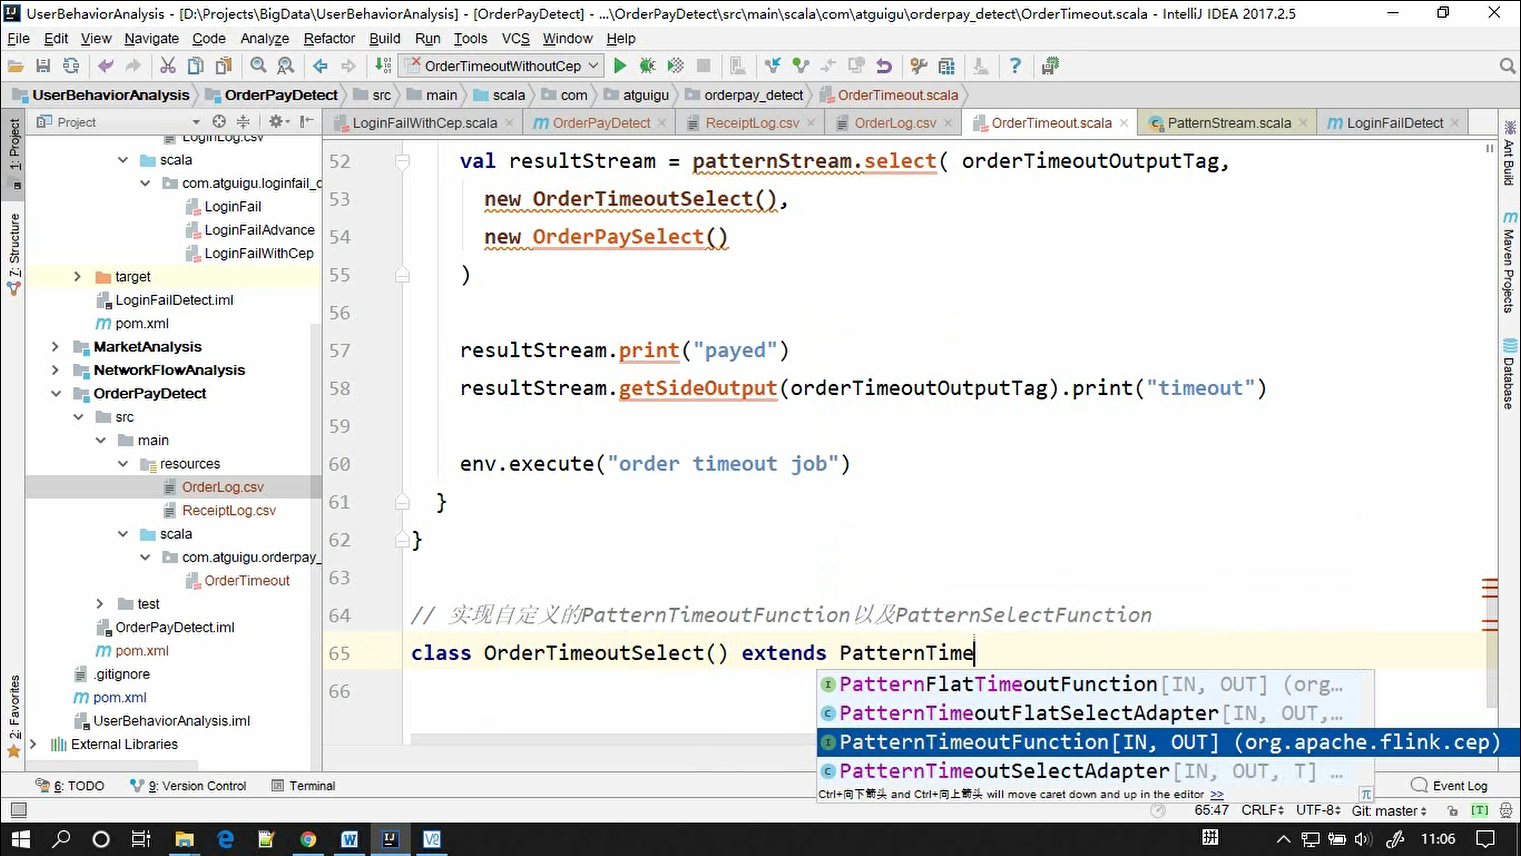 UserBehaviorAnalysis - [D:\Projects\BigData\UserBehaviorAnalysis] - [OrderPayDetect] - ...\OrderPayDetect\src\main\scala\com\atguigu\orderpay_detect\OrderTimeout.scala - IntelliJ IDEA 2017.2.5
File Edit View Navigate Code Analyze Refactor Build Run Tools VCS Window Help
OrderTimeoutWithoutCep
UserBehaviorAnalysis OrderPayDetect src main scala com atguigu orderpay_detect OrderTimeout.scala
Project
LoginFailWithCep.scala OrderPayDetect ReceiptLog.csv OrderLog.csv OrderTimeout.scala PatternStream.scala LoginFailDetect
1: Project
7: Structure
2: Favorites
LoginLog.csv
scala
com.atguigu.loginfail_d
LoginFail
LoginFailAdvance
LoginFailWithCep
target
LoginFailDetect.iml
pom.xml
MarketAnalysis
NetworkFlowAnalysis
OrderPayDetect
src
main
resources
OrderLog.csv
ReceiptLog.csv
scala
com.atguigu.orderpay_
OrderTimeout
test
OrderPayDetect.iml
pom.xml
.gitignore
pom.xml
UserBehaviorAnalysis.iml
External Libraries
52 val resultStream = patternStream.select( orderTimeoutOutputTag,
53 new OrderTimeoutSelect(),
54 new OrderPaySelect()
55 )
56
57 resultStream.print("payed")
58 resultStream.getSideOutput(orderTimeoutOutputTag).print("timeout")
59
60 env.execute("order timeout job")
61 }
62 }
63
64 // 实现自定义的PatternTimeoutFunction以及PatternSelectFunction
65 class OrderTimeoutSelect() extends PatternTime
66
PatternFlatTimeoutFunction[IN, OUT] (org...
PatternTimeoutFlatSelectAdapter[IN, OUT,...
PatternTimeoutFunction[IN, OUT] (org.apache.flink.cep)
PatternTimeoutSelectAdapter[IN, OUT, T] ...
Ctrl+向下箭头 and Ctrl+向上箭头 will move caret down and up in the editor >>
π
Ant Build
Maven Projects
Database
6: TODO 9: Version Control Terminal Event Log
65:47 CRLF UTF-8 Git: master [T]
拼 11:06